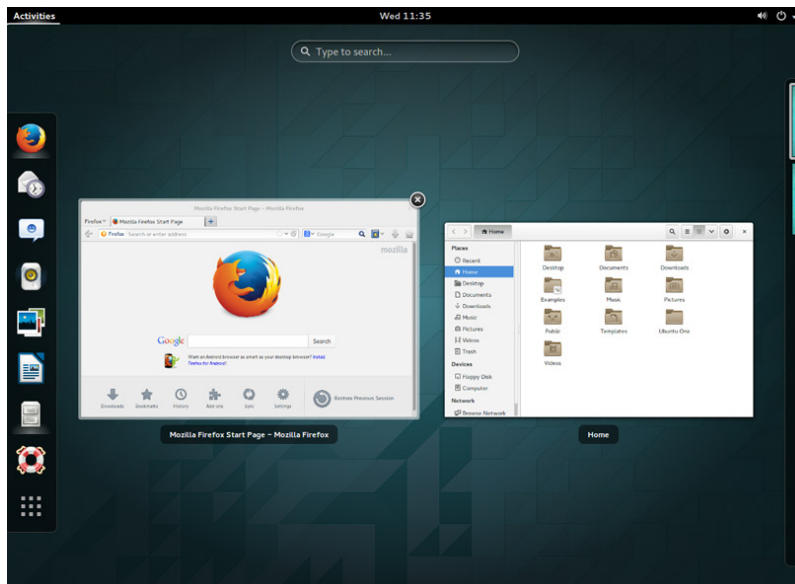 Activities
Wed 11:35
Type to search...
Mozilla Firefox Start Page - Mozilla Firefox
Firefox
Mozilla Firefox Start Page
Firefox
Search or enter address
Google
mozilla
Google
Search
Want an Android browser as smart as your desktop browser? Install
Firefox for Android!
Downloads
Bookmarks
History
Add-ons
Sync
Settings
Restore Previous Session
Mozilla Firefox Start Page – Mozilla Firefox
Home
Places
Recent
Home
Desktop
Documents
Downloads
Music
Pictures
Videos
Trash
Devices
Floppy Disk
Computer
Network
Browse Network
Desktop
Documents
Downloads
Examples
Music
Pictures
Public
Templates
Ubuntu One
Videos
Home